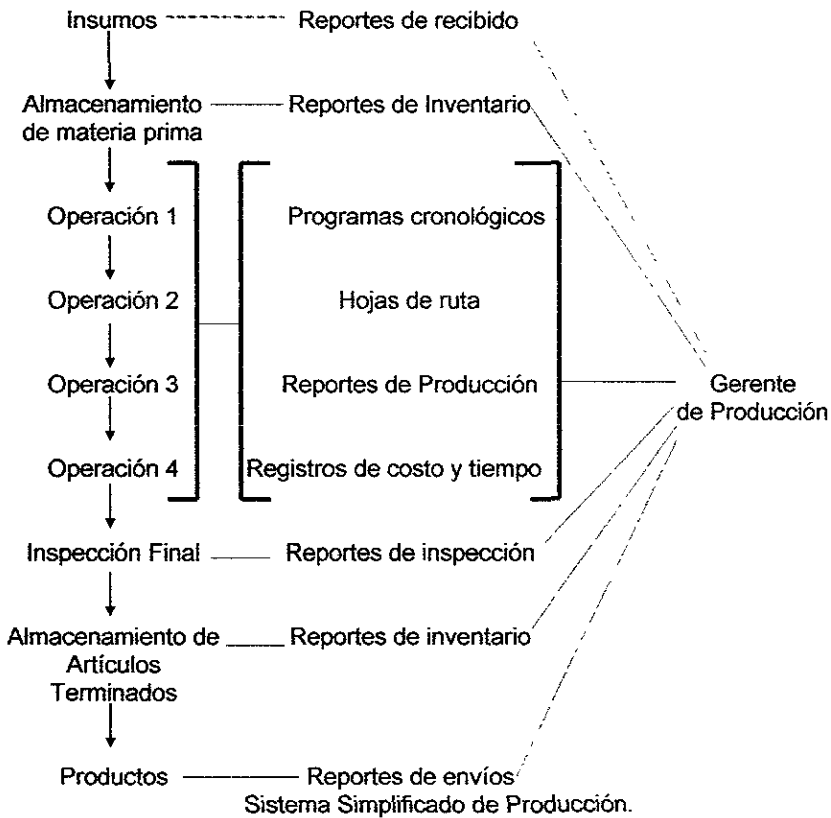 Insumos Reportes de recibido
Almacenamiento de materia prima Reportes de Inventario
Operación 1 Programas cronológicos
Operación 2 Hojas de ruta
Operación 3 Reportes de Producción
Gerente de Producción
Operación 4 Registros de costo y tiempo
Inspección Final Reportes de inspección
Almacenamiento de Artículos Terminados Reportes de inventario
Productos Reportes de envíos
Sistema Simplificado de Producción.